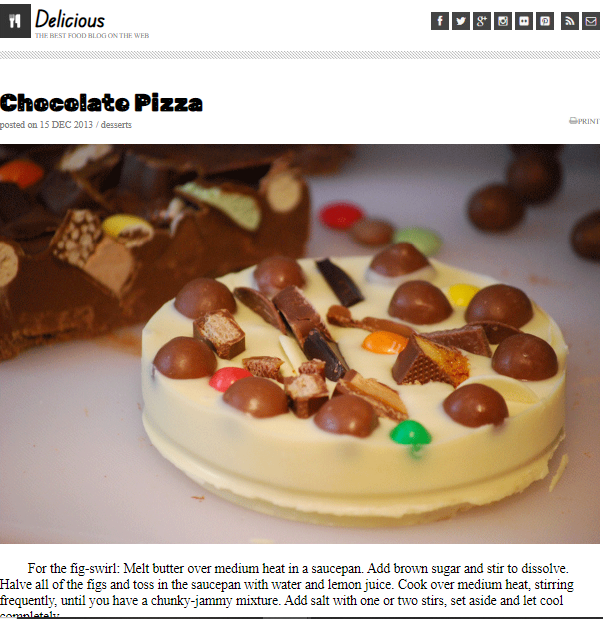 Delicious
THE BEST FOOD BLOG ON THE WEB
Chocolate Pizza
posted on 15 DEC 2013 / desserts
PRINT
For the fig-swirl: Melt butter over medium heat in a saucepan. Add brown sugar and stir to dissolve.
Halve all of the figs and toss in the saucepan with water and lemon juice. Cook over medium heat, stirring
frequently, until you have a chunky-jammy mixture. Add salt with one or two stirs, set aside and let cool
completely